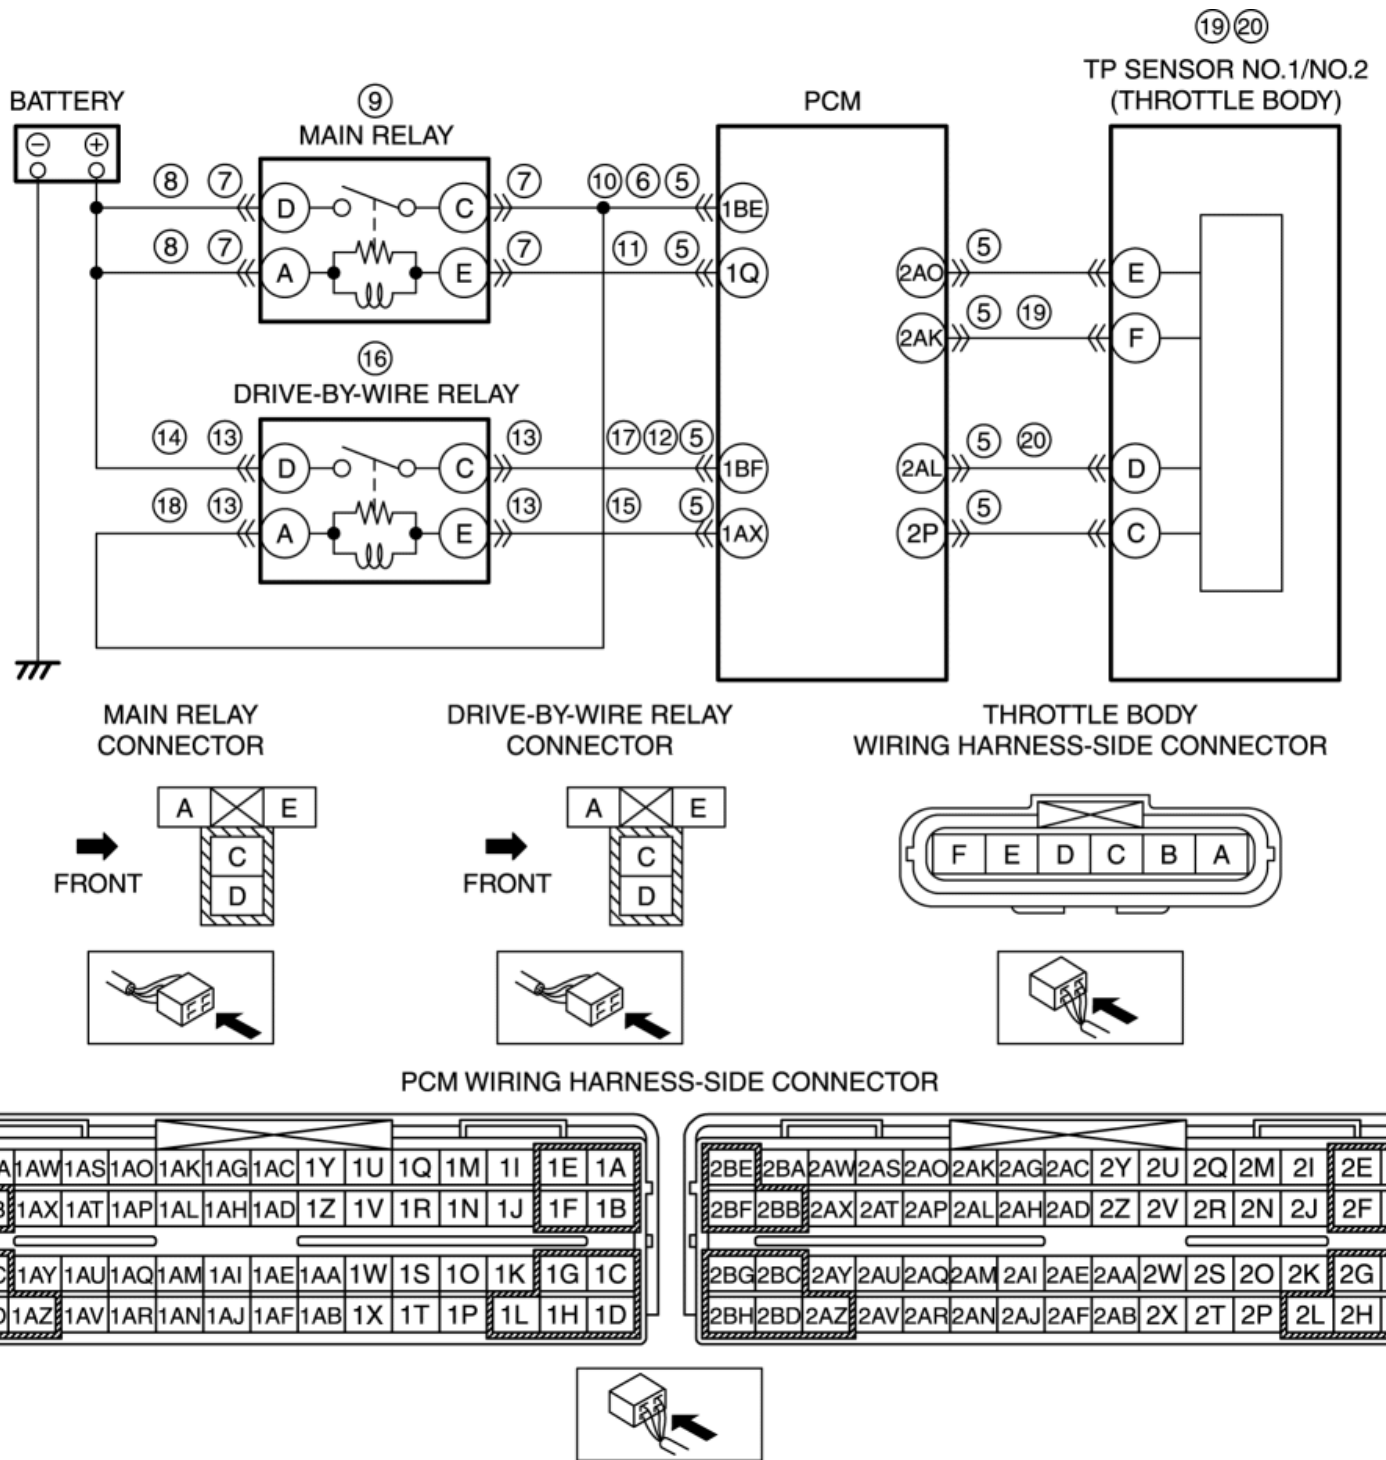 ⑲⑳
TP SENSOR NO.1/NO.2
BATTERY ⑨ PCM (THROTTLE BODY)
MAIN RELAY
− +
⑧ ⑦ D C ⑦ ⑩ ⑥ ⑤ 1BE
⑧ ⑦ A E ⑦ ⑪ ⑤ 1Q 2AO ⑤ E
2AK ⑤ ⑲ F
⑯
DRIVE-BY-WIRE RELAY
⑭ ⑬ D C ⑬ ⑰ ⑫ ⑤ 1BF 2AL ⑤ ⑳ D
⑱ ⑬ A E ⑬ ⑮ ⑤ 1AX 2P ⑤ C
MAIN RELAY
CONNECTOR
A E
C
D
FRONT
DRIVE-BY-WIRE RELAY
CONNECTOR
A E
C
D
FRONT
THROTTLE BODY
WIRING HARNESS-SIDE CONNECTOR
F E D C B A
PCM WIRING HARNESS-SIDE CONNECTOR
A 1AW 1AS 1AO 1AK 1AG 1AC 1Y 1U 1Q 1M 1I 1E 1A
1AX 1AT 1AP 1AL 1AH 1AD 1Z 1V 1R 1N 1J 1F 1B
1AY 1AU 1AQ 1AM 1AI 1AE 1AA 1W 1S 1O 1K 1G 1C
1AZ 1AV 1AR 1AN 1AJ 1AF 1AB 1X 1T 1P 1L 1H 1D
2BE 2BA 2AW 2AS 2AO 2AK 2AG 2AC 2Y 2U 2Q 2M 2I 2E
2BF 2BB 2AX 2AT 2AP 2AL 2AH 2AD 2Z 2V 2R 2N 2J 2F
2BG 2BC 2AY 2AU 2AQ 2AM 2AI 2AE 2AA 2W 2S 2O 2K 2G
2BH 2BD 2AZ 2AV 2AR 2AN 2AJ 2AF 2AB 2X 2T 2P 2L 2H